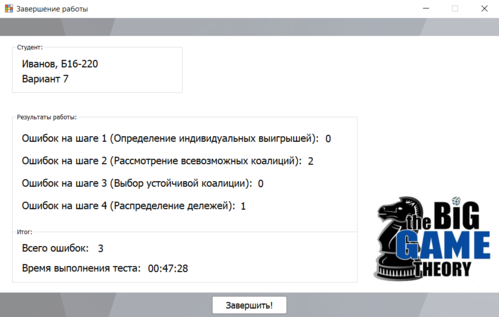 Завершение работы
Студент:
Иванов, Б16-220
Вариант 7
Результаты работы:
Ошибок на шаге 1 (Определение индивидуальных выигрышей): 0
Ошибок на шаге 2 (Рассмотрение всевозможных коалиций): 2
Ошибок на шаге 3 (Выбор устойчивой коалиции): 0
Ошибок на шаге 4 (Распределение дележей): 1
Итог:
Всего ошибок: 3
Время выполнения теста: 00:47:28
the BiG
GAME
THEORY
Завершить!